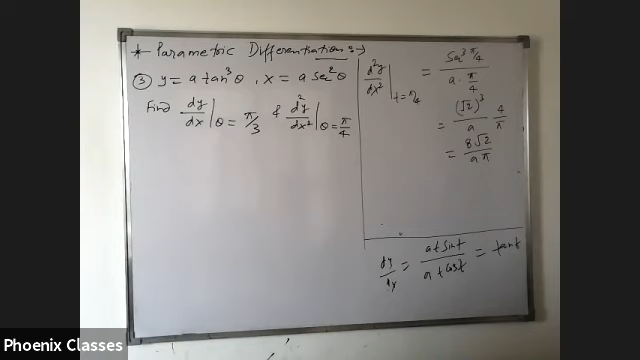 * Parametric Differentiation :→
③ y = a tan³θ , x = a sec²θ
Find dy/dx | θ = π/3 & d²y/dx² | θ = π/4
d²y/dx² | t = π/4 = sec³ π/4 / a · π/4
= (√2)³ / a 4/π
= 8√2 / aπ
dy/dx = at sint / at cost = tant
Phoenix Classes